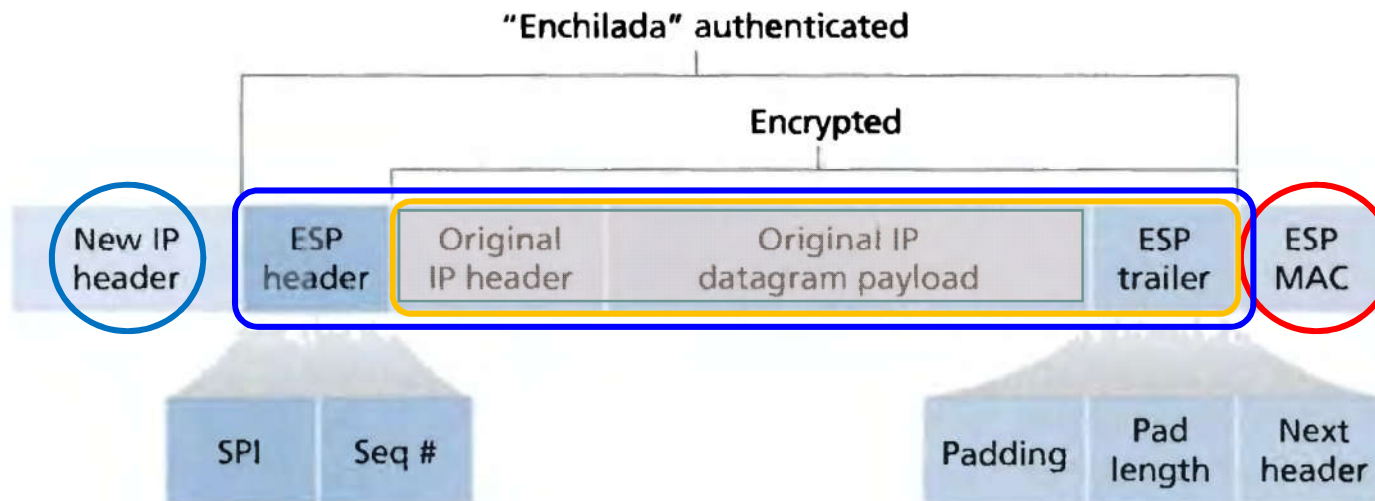 "Enchilada" authenticated
Encrypted
New IP
header
ESP
header
Original
IP header
Original IP
datagram payload
ESP
trailer
ESP
MAC
SPI
Seq #
Padding
Pad
length
Next
header